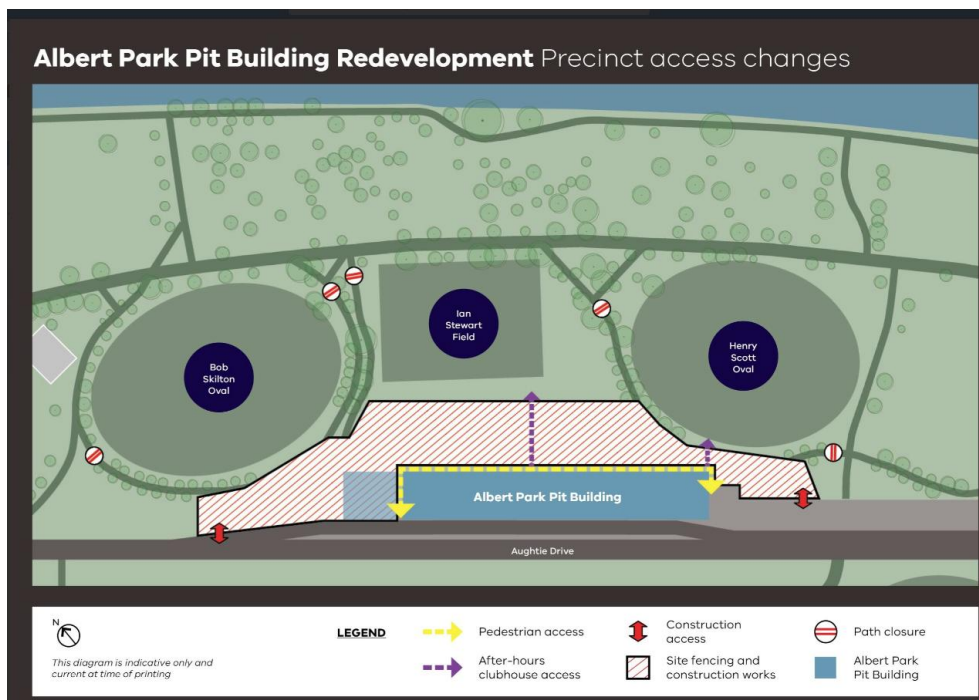 Albert Park Pit Building Redevelopment Precinct access changes
Bob
Skilton
Oval
Ian
Stewart
Field
Henry
Scott
Oval
Albert Park Pit Building
Aughtie Drive
N
This diagram is indicative only and
current at time of printing
LEGEND
Pedestrian access
After-hours
clubhouse access
Construction
access
Site fencing and
construction works
Path closure
Albert Park
Pit Building